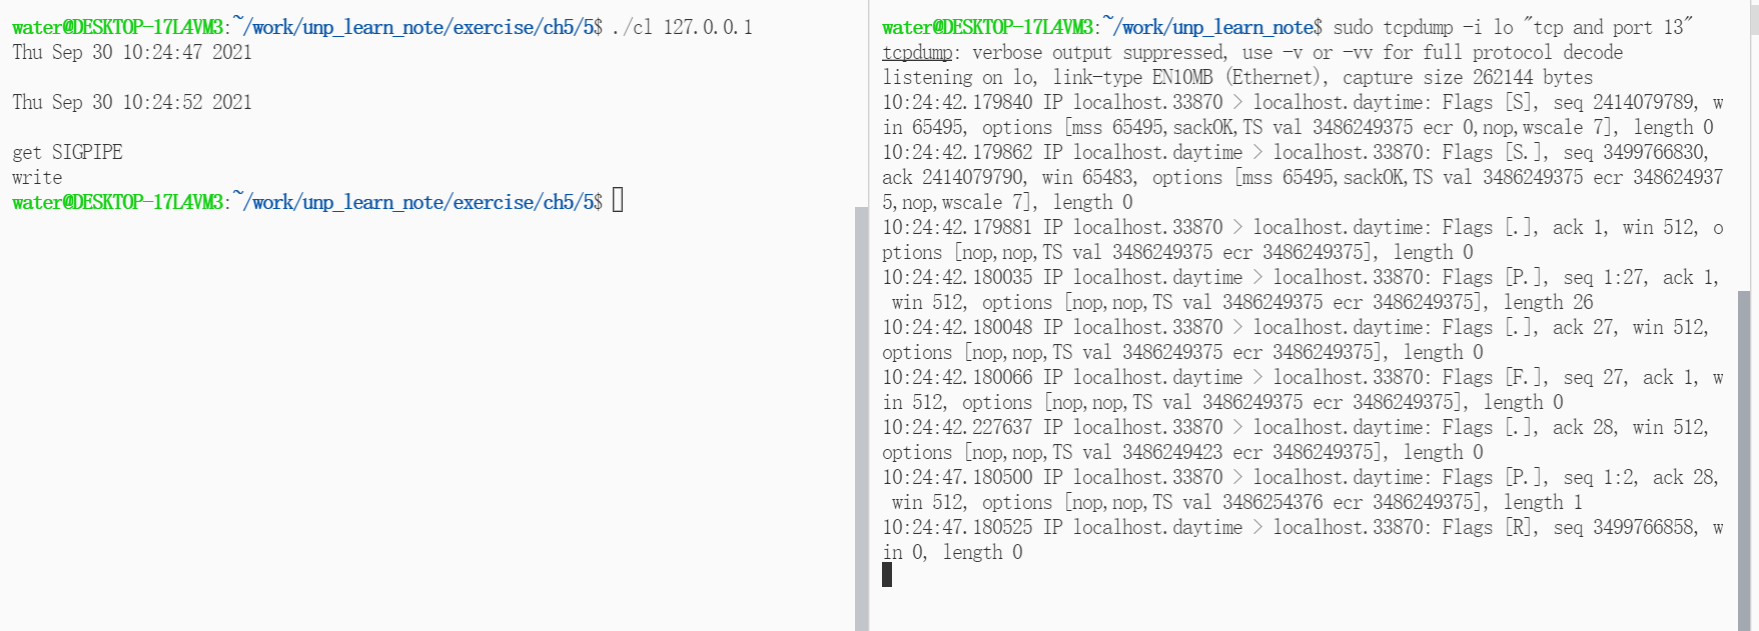 water@DESKTOP-17L4VM3:~/work/unp_learn_note/exercise/ch5/5$ ./cl 127.0.0.1
Thu Sep 30 10:24:47 2021
Thu Sep 30 10:24:52 2021
get SIGPIPE
write
water@DESKTOP-17L4VM3:~/work/unp_learn_note/exercise/ch5/5$
water@DESKTOP-17L4VM3:~/work/unp_learn_note$ sudo tcpdump -i lo "tcp and port 13"
tcpdump: verbose output suppressed, use -v or -vv for full protocol decode
listening on lo, link-type EN10MB (Ethernet), capture size 262144 bytes
10:24:42.179840 IP localhost.33870 > localhost.daytime: Flags [S], seq 2414079789, w
in 65495, options [mss 65495,sackOK,TS val 3486249375 ecr 0,nop,wscale 7], length 0
10:24:42.179862 IP localhost.daytime > localhost.33870: Flags [S.], seq 3499766830,
ack 2414079790, win 65483, options [mss 65495,sackOK,TS val 3486249375 ecr 348624937
5,nop,wscale 7], length 0
10:24:42.179881 IP localhost.33870 > localhost.daytime: Flags [.], ack 1, win 512, o
ptions [nop,nop,TS val 3486249375 ecr 3486249375], length 0
10:24:42.180035 IP localhost.daytime > localhost.33870: Flags [P.], seq 1:27, ack 1,
win 512, options [nop,nop,TS val 3486249375 ecr 3486249375], length 26
10:24:42.180048 IP localhost.33870 > localhost.daytime: Flags [.], ack 27, win 512,
options [nop,nop,TS val 3486249375 ecr 3486249375], length 0
10:24:42.180066 IP localhost.daytime > localhost.33870: Flags [F.], seq 27, ack 1, w
in 512, options [nop,nop,TS val 3486249375 ecr 3486249375], length 0
10:24:42.227637 IP localhost.33870 > localhost.daytime: Flags [.], ack 28, win 512,
options [nop,nop,TS val 3486249423 ecr 3486249375], length 0
10:24:47.180500 IP localhost.33870 > localhost.daytime: Flags [P.], seq 1:2, ack 28,
win 512, options [nop,nop,TS val 3486254376 ecr 3486249375], length 1
10:24:47.180525 IP localhost.daytime > localhost.33870: Flags [R], seq 3499766858, w
in 0, length 0